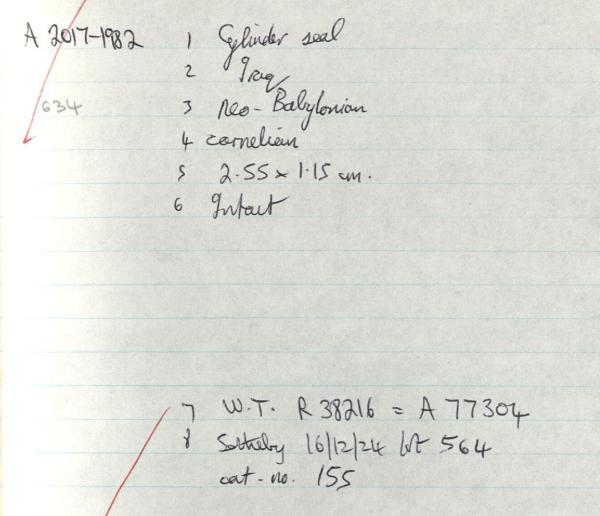 A 2017-1982 1 Cylinder seal
2 Iraq
634 3 Neo-Babylonian
4 cornelian
5 2.55 x 1.15 cm.
6 Intact
7 W.T. R 38216 = A 77304
8 Sotheby 16/12/24 lot 564
cat-no. 155